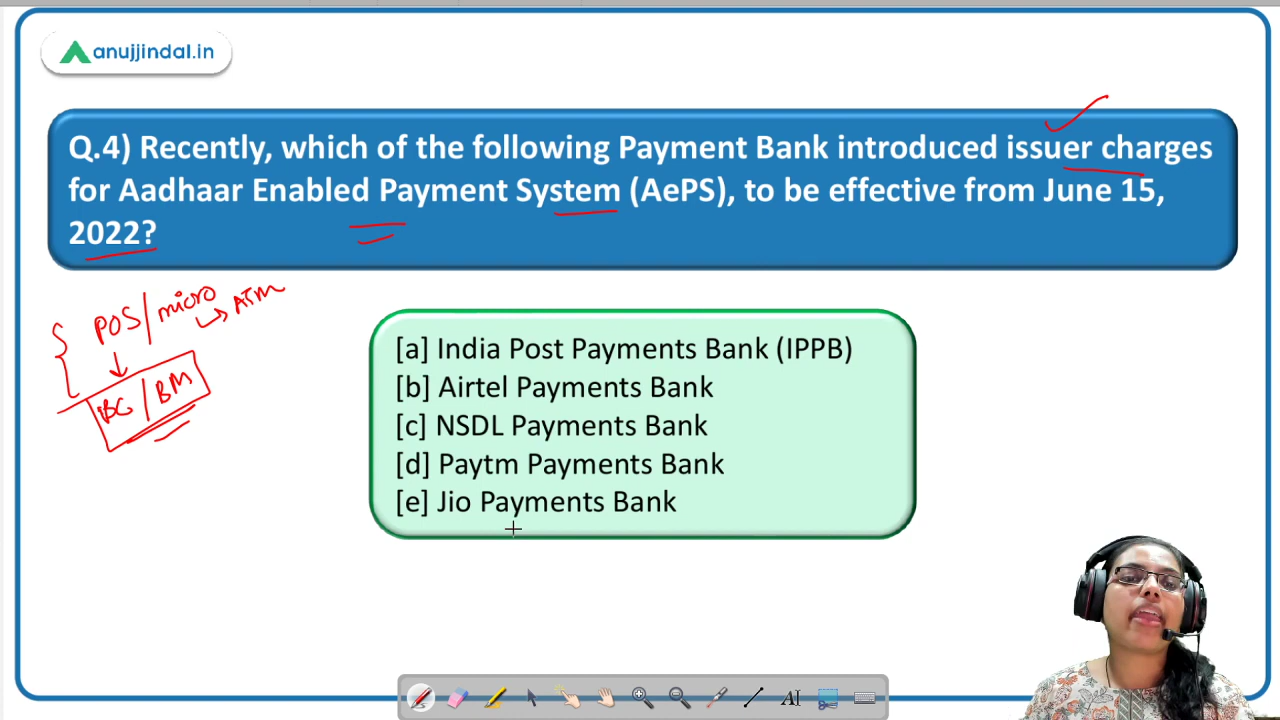 anujjindal.in
Q.4) Recently, which of the following Payment Bank introduced issuer charges
for Aadhaar Enabled Payment System (AePS), to be effective from June 15,
2022?
POS/micro
ATM
BC/BM
[a] India Post Payments Bank (IPPB)
[b] Airtel Payments Bank
[c] NSDL Payments Bank
[d] Paytm Payments Bank
[e] Jio Payments Bank
AI